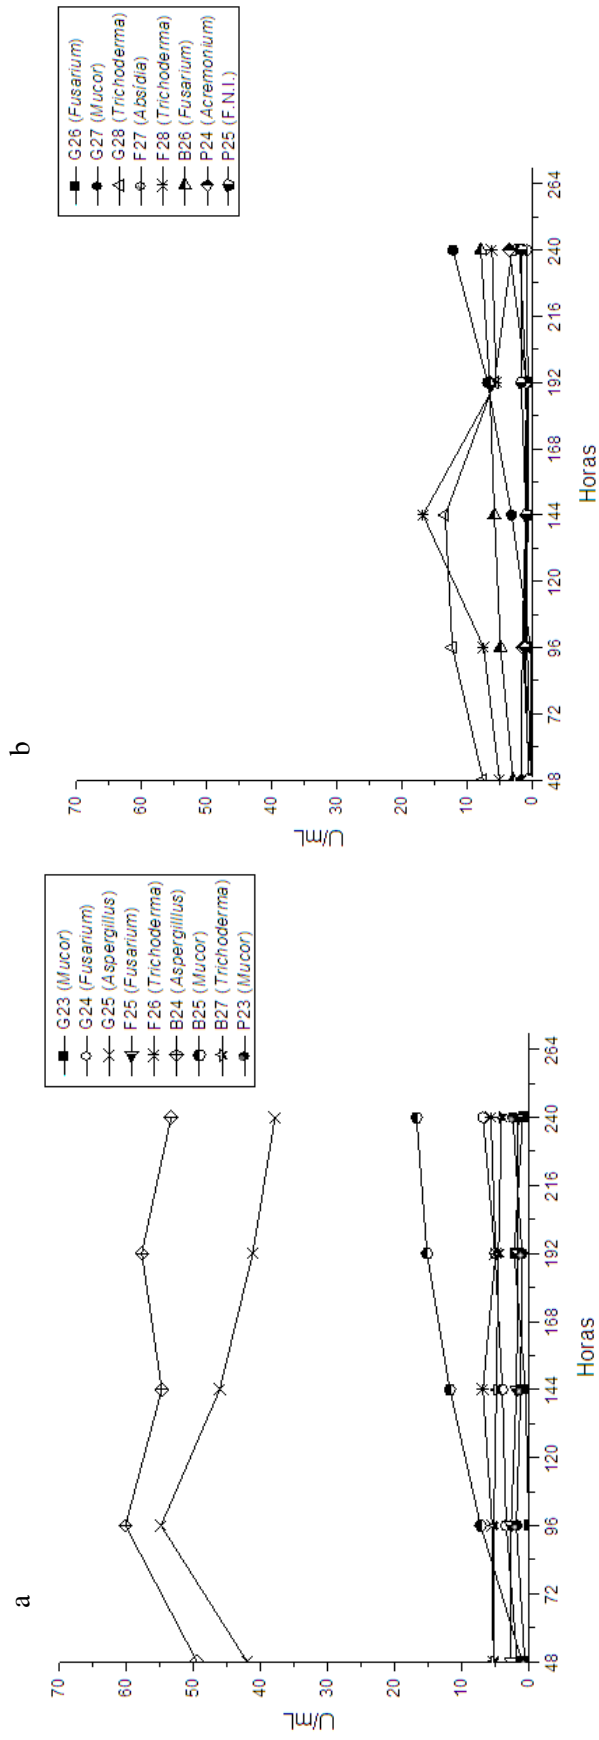 a
70
60
50
40
30
20
10
0
U/mL
48
72
96
120
144
168
192
216
240
264
Horas
G23 (Mucor)
G24 (Fusarium)
G25 (Aspergillus)
F25 (Fusarium)
F26 (Trichoderma)
B24 (Aspergilllus)
B25 (Mucor)
B27 (Trichoderma)
P23 (Mucor)
b
70
60
50
40
30
20
10
0
U/mL
48
72
96
120
144
168
192
216
240
264
Horas
G26 (Fusarium)
G27 (Mucor)
G28 (Trichoderma)
F27 (Absídia)
F28 (Trichoderma)
B26 (Fusarium)
P24 (Acremonium)
P25 (F.N.I.)